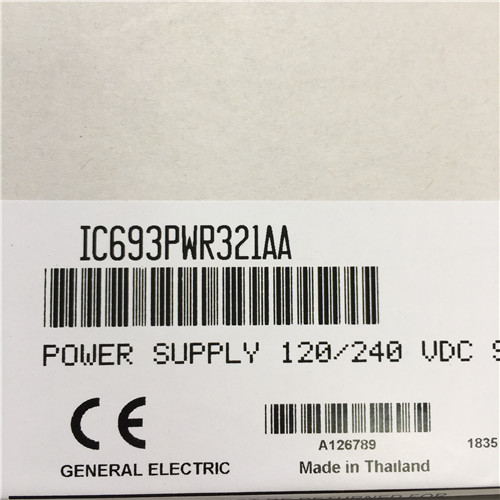 IC693PWR321AA
POWER SUPPLY 120/240 VDC S
CE
A126789 1835
GENERAL ELECTRIC Made in Thailand